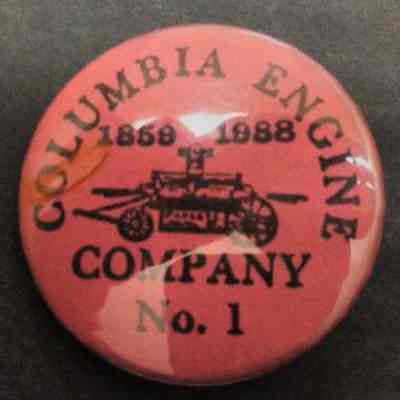 COLUMBIA ENGINE
1859 1988
COMPANY
No. 1